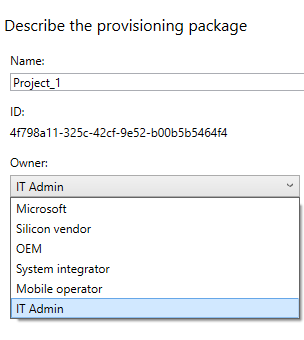 Describe the provisioning package
Name:
Project_1
ID:
4f798a11-325c-42cf-9e52-b00b5b5464f4
Owner:
IT Admin
Microsoft
Silicon vendor
OEM
System integrator
Mobile operator
IT Admin